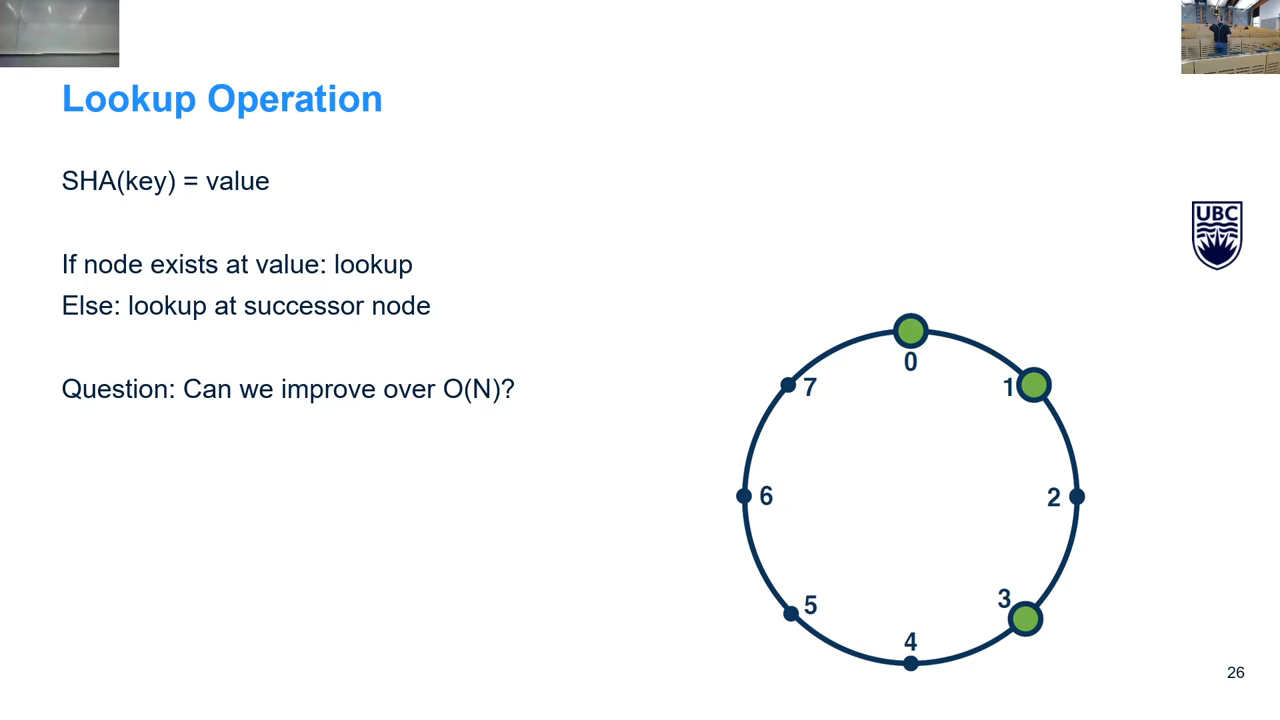 Lookup Operation
SHA(key) = value
If node exists at value: lookup
Else: lookup at successor node
Question: Can we improve over O(N)?
UBC
0
1
2
3
4
5
6
7
26